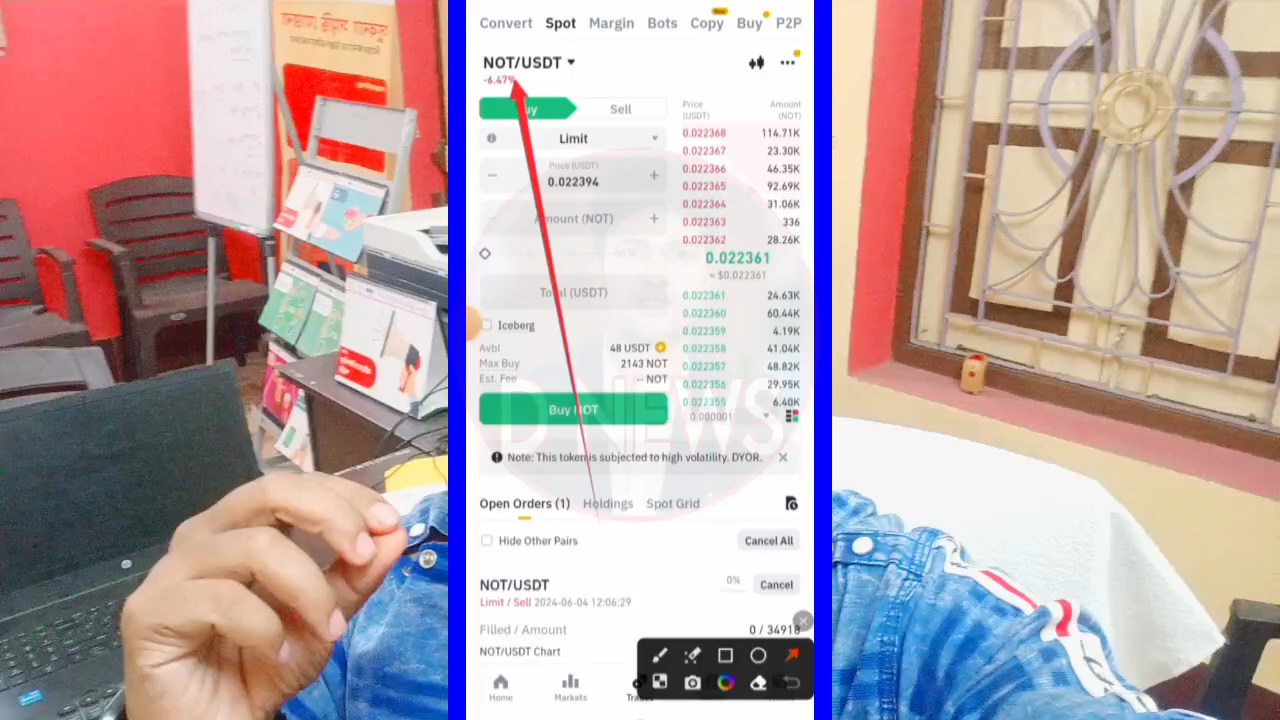 Convert Spot Margin Bots Copy Buy P2P
New
NOT/USDT
-6.47%
Buy Sell
Limit
Price (USDT)
0.022394
Amount (NOT)
Total (USDT)
Iceberg
Avbl 48 USDT
Max Buy 2143 NOT
Est. Fee -- NOT
Buy NOT
Price (USDT) Amount (NOT)
0.022368 114.71K
0.022367 23.30K
0.022366 46.35K
0.022365 92.69K
0.022364 31.06K
0.022363 336
0.022362 28.26K
0.022361
≈ $0.022361
0.022361 24.63K
0.022360 60.44K
0.022359 4.19K
0.022358 41.04K
0.022357 48.82K
0.022356 29.95K
0.022355 6.40K
0.000001
D NEWS
Note: This token is subjected to high volatility. DYOR.
Open Orders (1) Holdings Spot Grid
Hide Other Pairs Cancel All
NOT/USDT 0% Cancel
Limit / Sell 2024-06-04 12:06:29
Filled / Amount 0 / 34918
NOT/USDT Chart
Home Markets